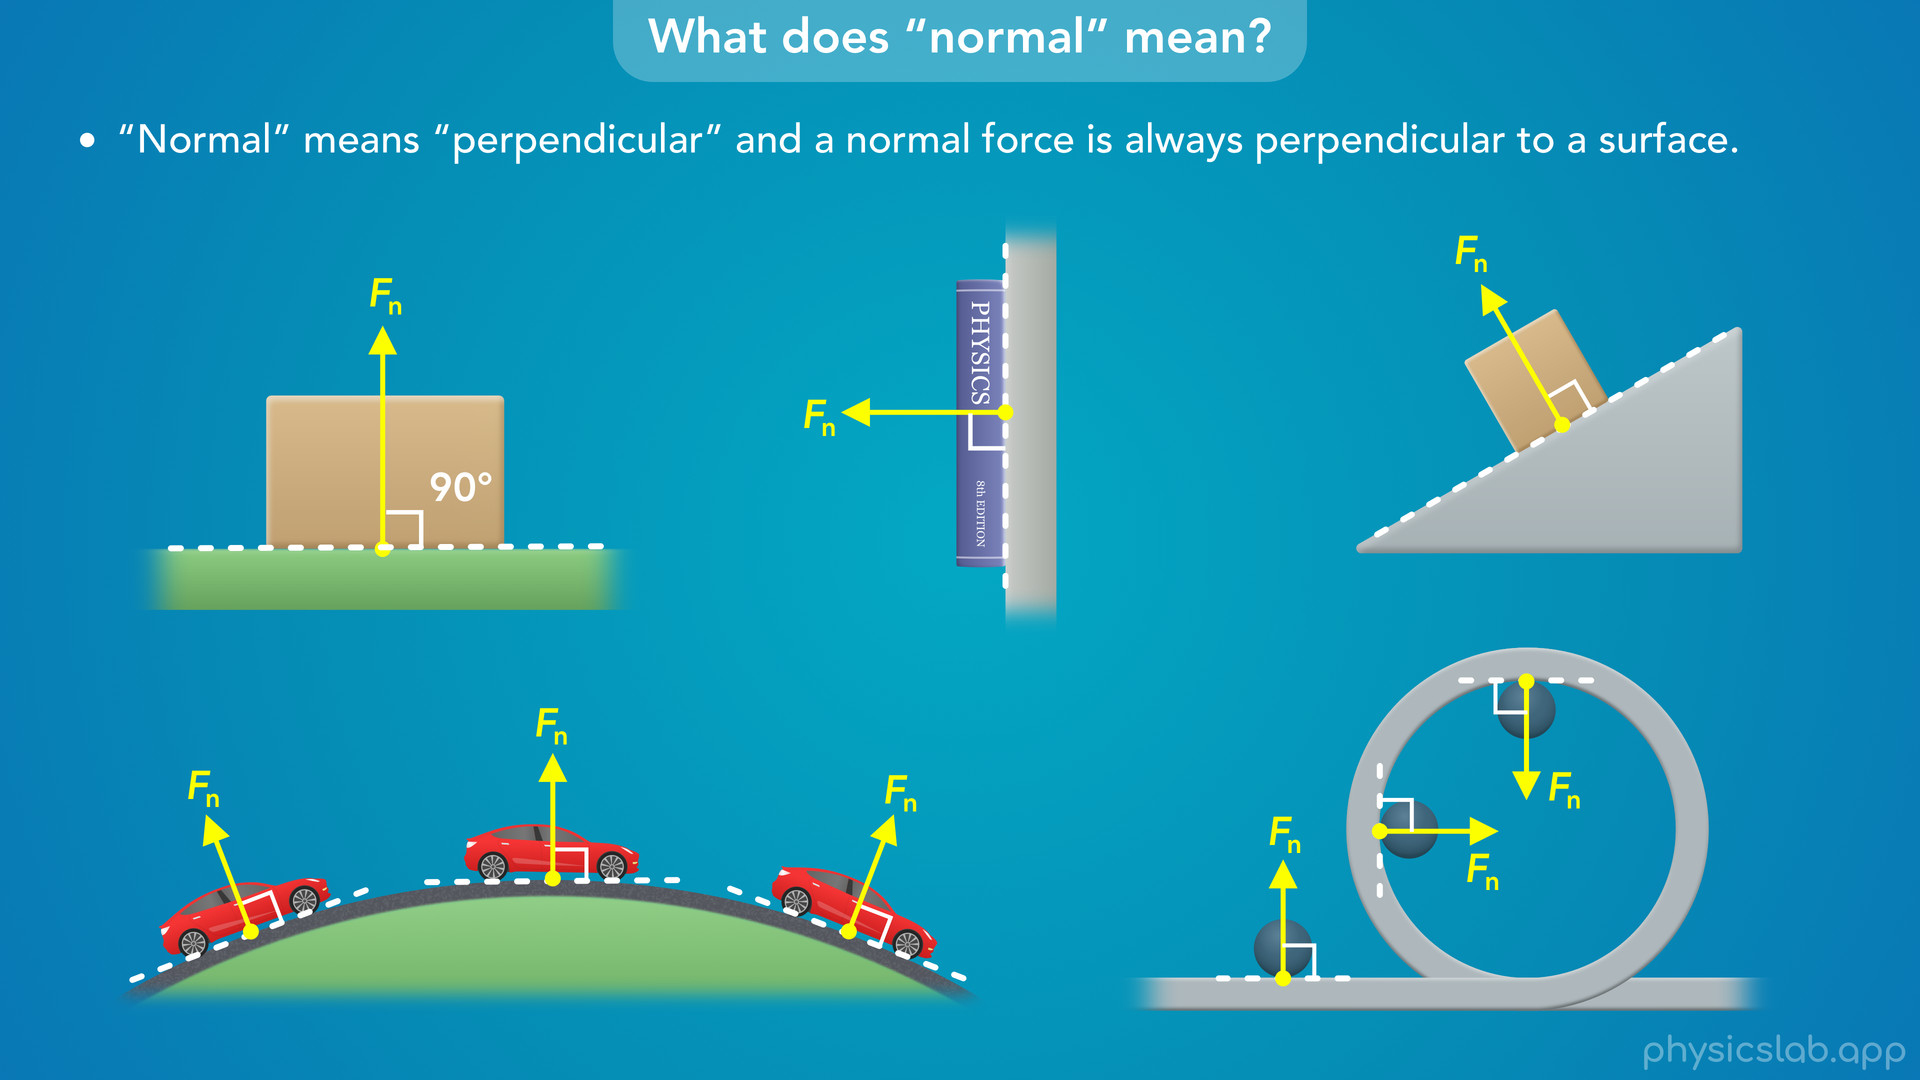 What does “normal” mean?
• “Normal” means “perpendicular” and a normal force is always perpendicular to a surface.
Fn
90°
Fn
PHYSICS
8th EDITION
Fn
Fn
Fn
Fn
Fn
Fn
Fn
physicslab.app